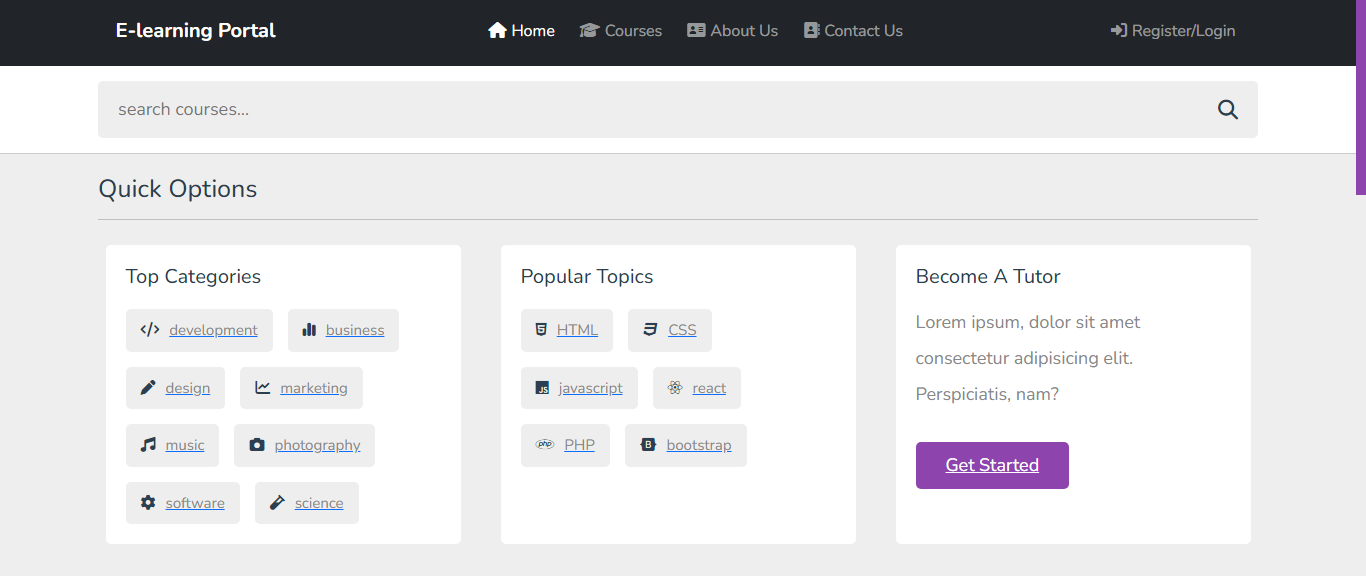 E-learning Portal
Home
Courses
About Us
Contact Us
Register/Login
search courses...
Quick Options
Top Categories
development
business
design
marketing
music
photography
software
science
Popular Topics
HTML
CSS
javascript
react
PHP
bootstrap
Become A Tutor
Lorem ipsum, dolor sit amet
consectetur adipisicing elit.
Perspiciatis, nam?
Get Started